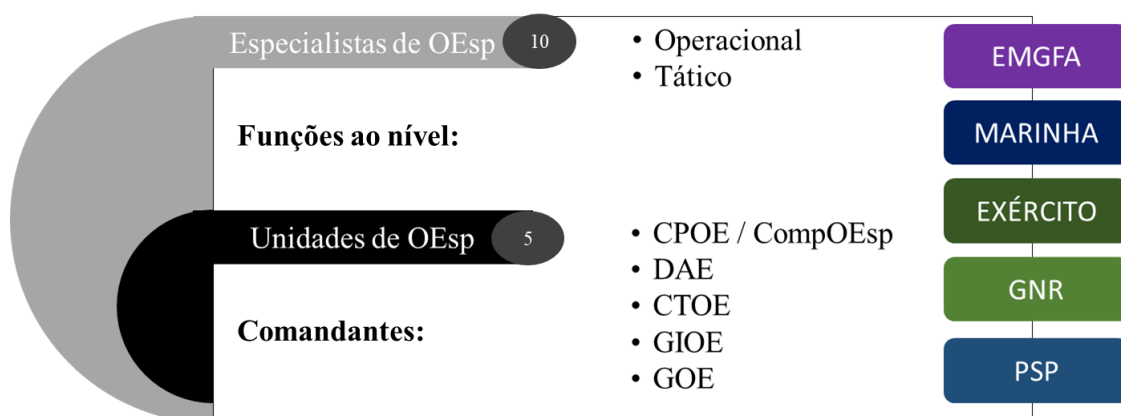 Especialistas de OEsp
10
• Operacional
• Tático
Funções ao nível:
Unidades de OEsp
5
• CPOE / CompOEsp
• DAE
• CTOE
• GIOE
• GOE
Comandantes:
EMGFA
MARINHA
EXÉRCITO
GNR
PSP